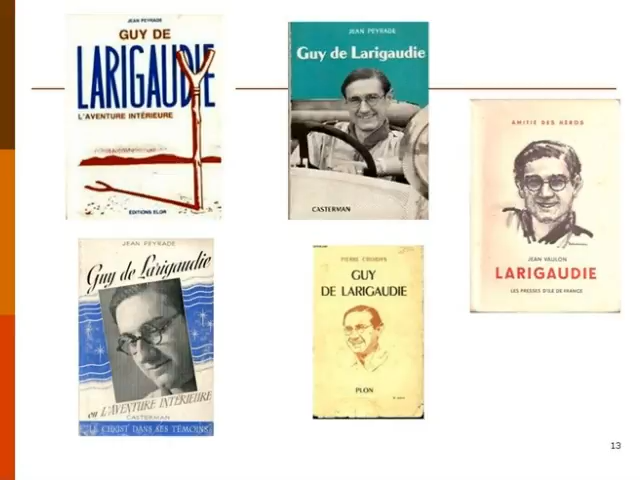 JEAN PEYRADE
GUY DE
LARIGAUDIE
L'AVENTURE INTÉRIEURE
EDITIONS ELOR
JEAN PEYRADE
Guy de Larigaudie
CASTERMAN
AMITIÉ DES HÉROS
JEAN VAULON
LARIGAUDIE
LES PRESSES D'ILE DE FRANCE
JEAN PEYRADE
Guy de Larigaudie
ou L'AVENTURE INTÉRIEURE
CASTERMAN
LE CHRIST DANS SES TÉMOINS
PIERRE
GUY
DE LARIGAUDIE
PLON
13